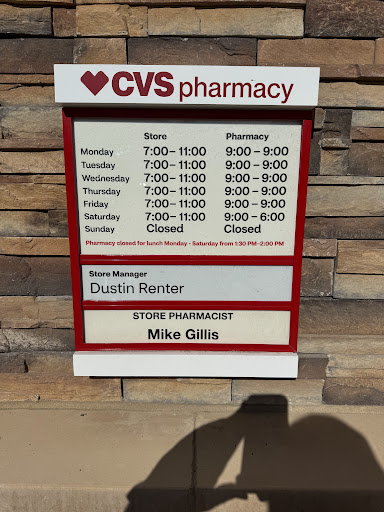 CVS pharmacy
Store Pharmacy
Monday 7:00 – 11:00 9:00 – 9:00
Tuesday 7:00 – 11:00 9:00 – 9:00
Wednesday 7:00 – 11:00 9:00 – 9:00
Thursday 7:00 – 11:00 9:00 – 9:00
Friday 7:00 – 11:00 9:00 – 9:00
Saturday 7:00 – 11:00 9:00 – 6:00
Sunday Closed Closed
Pharmacy closed for lunch Monday - Saturday from 1:30 PM-2:00 PM
Store Manager
Dustin Renter
STORE PHARMACIST
Mike Gillis